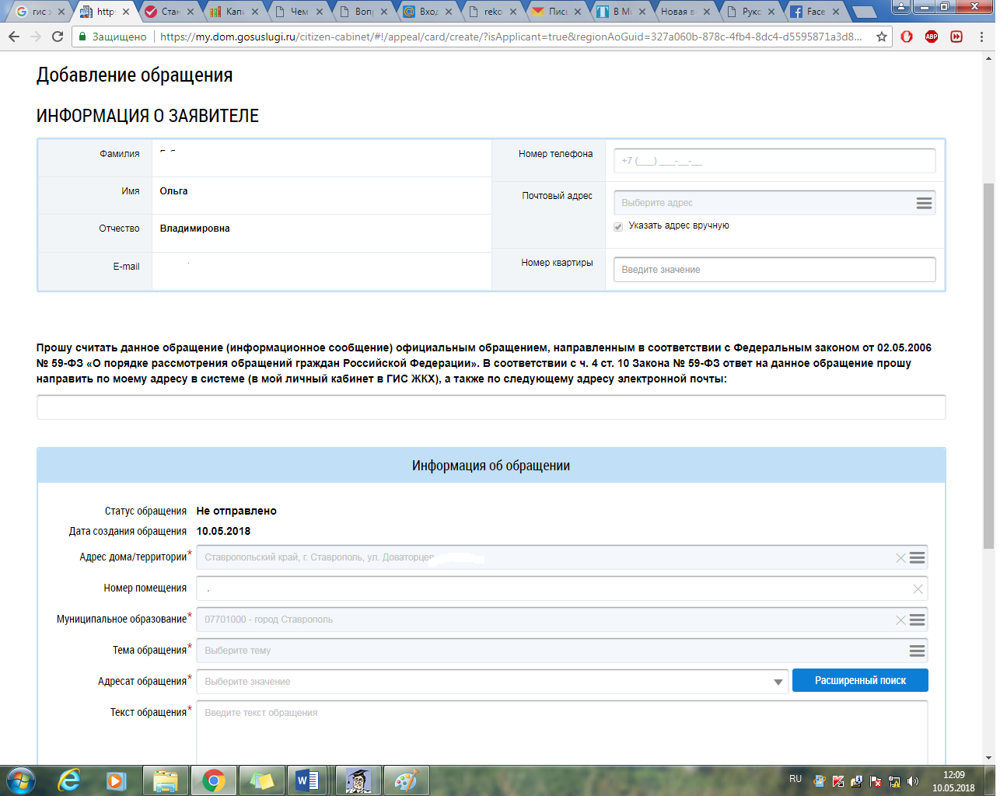 гис ж
http:
Стан
Капи
Чем
Вопр
Вход
reko
Пись
В Ми
Новая в
Рукс
Face
Защищено https://my.dom.gosuslugi.ru/citizen-cabinet/#!/appeal/card/create/?isApplicant=true&regionAoGuid=327a060b-878c-4fb4-8dc4-d5595871a3d8...
ABP
Добавление обращения
ИНФОРМАЦИЯ О ЗАЯВИТЕЛЕ
Фамилия
Имя Ольга
Отчество Владимировна
E-mail
Номер телефона +7 (___) ___-__-__
Почтовый адрес Выберите адрес
Указать адрес вручную
Номер квартиры Введите значение
Прошу считать данное обращение (информационное сообщение) официальным обращением, направленным в соответствии с Федеральным законом от 02.05.2006
№ 59-ФЗ «О порядке рассмотрения обращений граждан Российской Федерации». В соответствии с ч. 4 ст. 10 Закона № 59-ФЗ ответ на данное обращение прошу
направить по моему адресу в системе (в мой личный кабинет в ГИС ЖКХ), а также по следующему адресу электронной почты:
Информация об обращении
Статус обращения Не отправлено
Дата создания обращения 10.05.2018
Адрес дома/территории* Ставропольский край, г. Ставрополь, ул. Доваторцев
Номер помещения
Муниципальное образование* 07701000 - город Ставрополь
Тема обращения* Выберите тему
Адресат обращения* Выберите значение Расширенный поиск
Текст обращения* Введите текст обращения
RU
12:09
10.05.2018